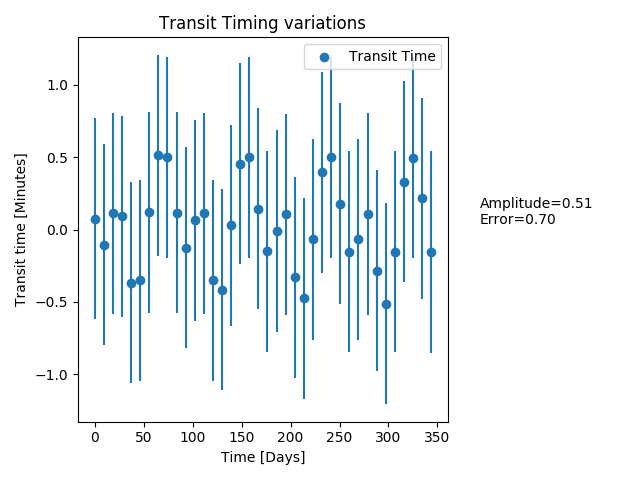 Transit Timing variations
Transit Time
Transit time [Minutes]
1.0
0.5
0.0
−0.5
−1.0
0 50 100 150 200 250 300 350
Time [Days]
Amplitude=0.51
Error=0.70